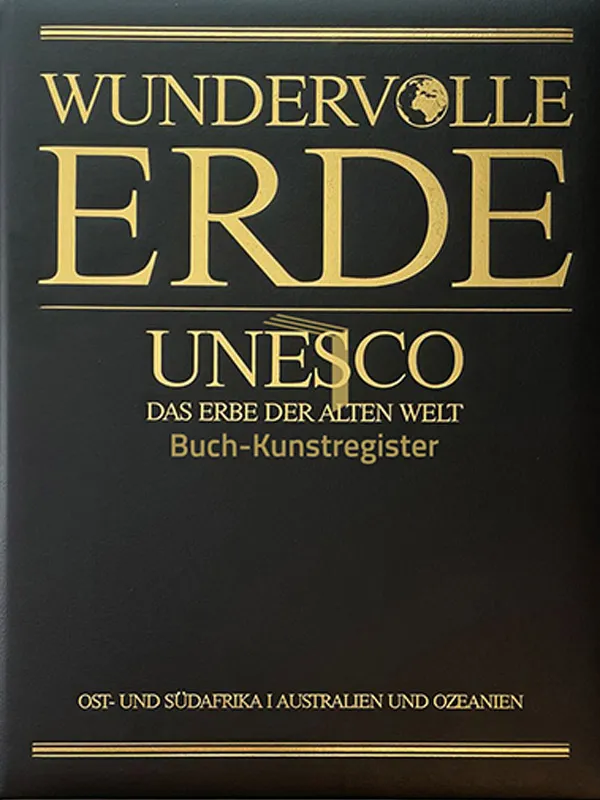 WUNDERVOLLE
ERDE
UNESCO
DAS ERBE DER ALTEN WELT
Buch-Kunstregister
OST- UND SÜDAFRIKA I AUSTRALIEN UND OZEANIEN